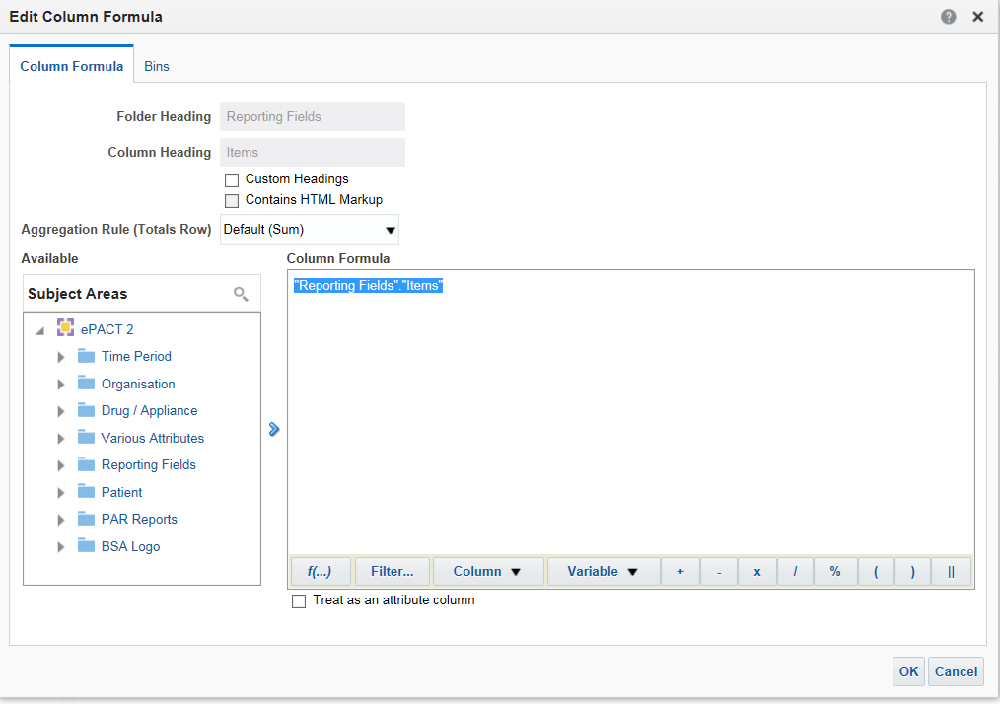 Edit Column Formula
?
Column Formula Bins
Folder Heading Reporting Fields
Column Heading Items
Custom Headings
Contains HTML Markup
Aggregation Rule (Totals Row) Default (Sum)
Available
Column Formula
Subject Areas
"Reporting Fields"."Items"
ePACT 2
Time Period
Organisation
Drug / Appliance
Various Attributes
Reporting Fields
Patient
PAR Reports
BSA Logo
f(...) Filter... Column Variable + - x / % ( ) ||
Treat as an attribute column
OK Cancel